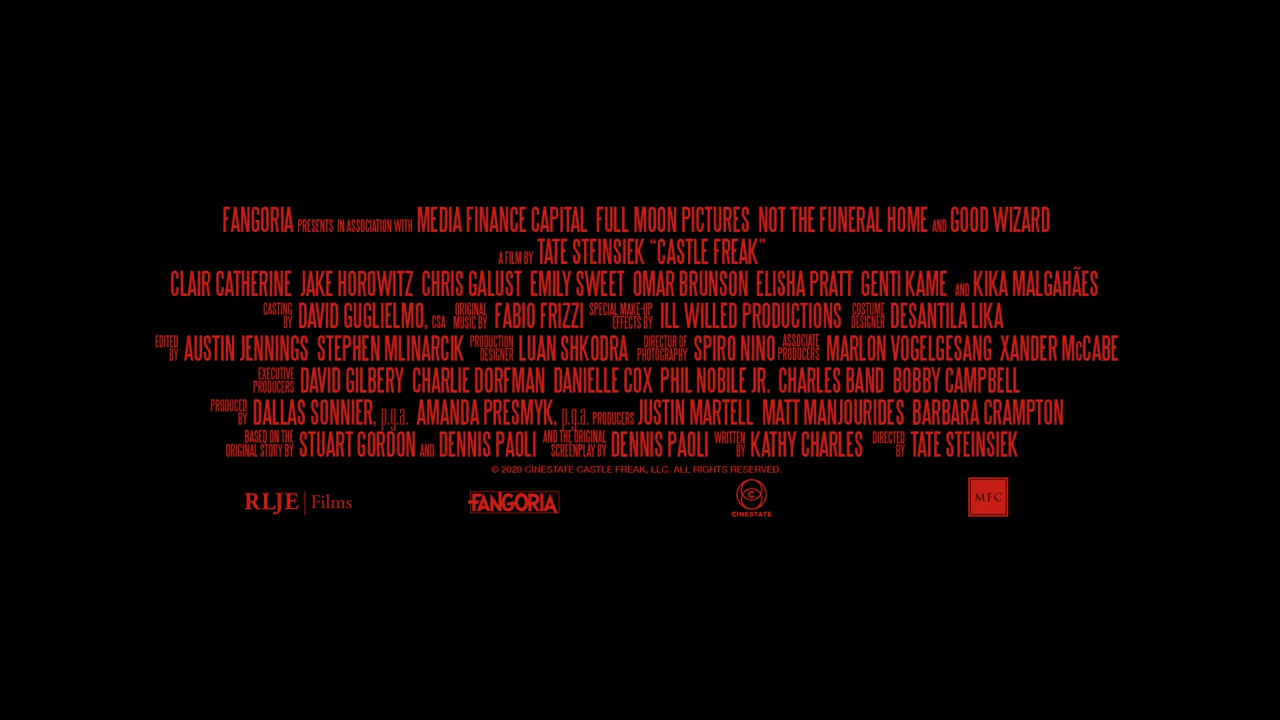 FANGORIA PRESENTS IN ASSOCIATION WITH MEDIA FINANCE CAPITAL FULL MOON PICTURES NOT THE FUNERAL HOME AND GOOD WIZARD
A FILM BY TATE STEINSIEK “CASTLE FREAK”
CLAIR CATHERINE JAKE HOROWITZ CHRIS GALUST EMILY SWEET OMAR BRUNSON ELISHA PRATT GENTI KAME AND KIKA MALGAHÃES
CASTING BY DAVID GUGLIELMO, CSA ORIGINAL MUSIC BY FABIO FRIZZI SPECIAL MAKE-UP EFFECTS BY ILL WILLED PRODUCTIONS COSTUME DESIGNER DESANTILA LIKA
EDITED BY AUSTIN JENNINGS STEPHEN MLINARCIK PRODUCTION DESIGNER LUAN SHKODRA DIRECTOR OF PHOTOGRAPHY SPIRO NINO ASSOCIATE PRODUCERS MARLON VOGELGESANG XANDER McCABE
EXECUTIVE PRODUCERS DAVID GILBERY CHARLIE DORFMAN DANIELLE COX PHIL NOBILE JR. CHARLES BAND BOBBY CAMPBELL
PRODUCED BY DALLAS SONNIER, p.g.a. AMANDA PRESMYK, p.g.a. PRODUCERS JUSTIN MARTELL MATT MANJOURIDES BARBARA CRAMPTON
BASED ON THE ORIGINAL STORY BY STUART GORDON AND DENNIS PAOLI AND THE ORIGINAL SCREENPLAY BY DENNIS PAOLI WRITTEN BY KATHY CHARLES DIRECTED BY TATE STEINSIEK
© 2020 CINESTATE CASTLE FREAK, LLC. ALL RIGHTS RESERVED.
RLJE | Films FANGORIA CINESTATE MFC